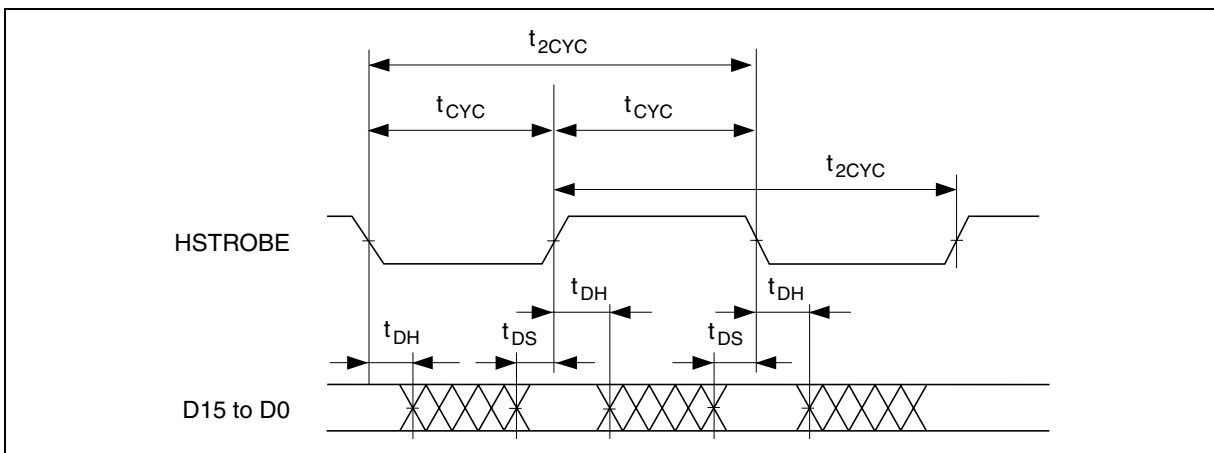 t2CYC
tCYC tCYC
t2CYC
HSTROBE
tDH tDH
tDH tDS tDS
D15 to D0